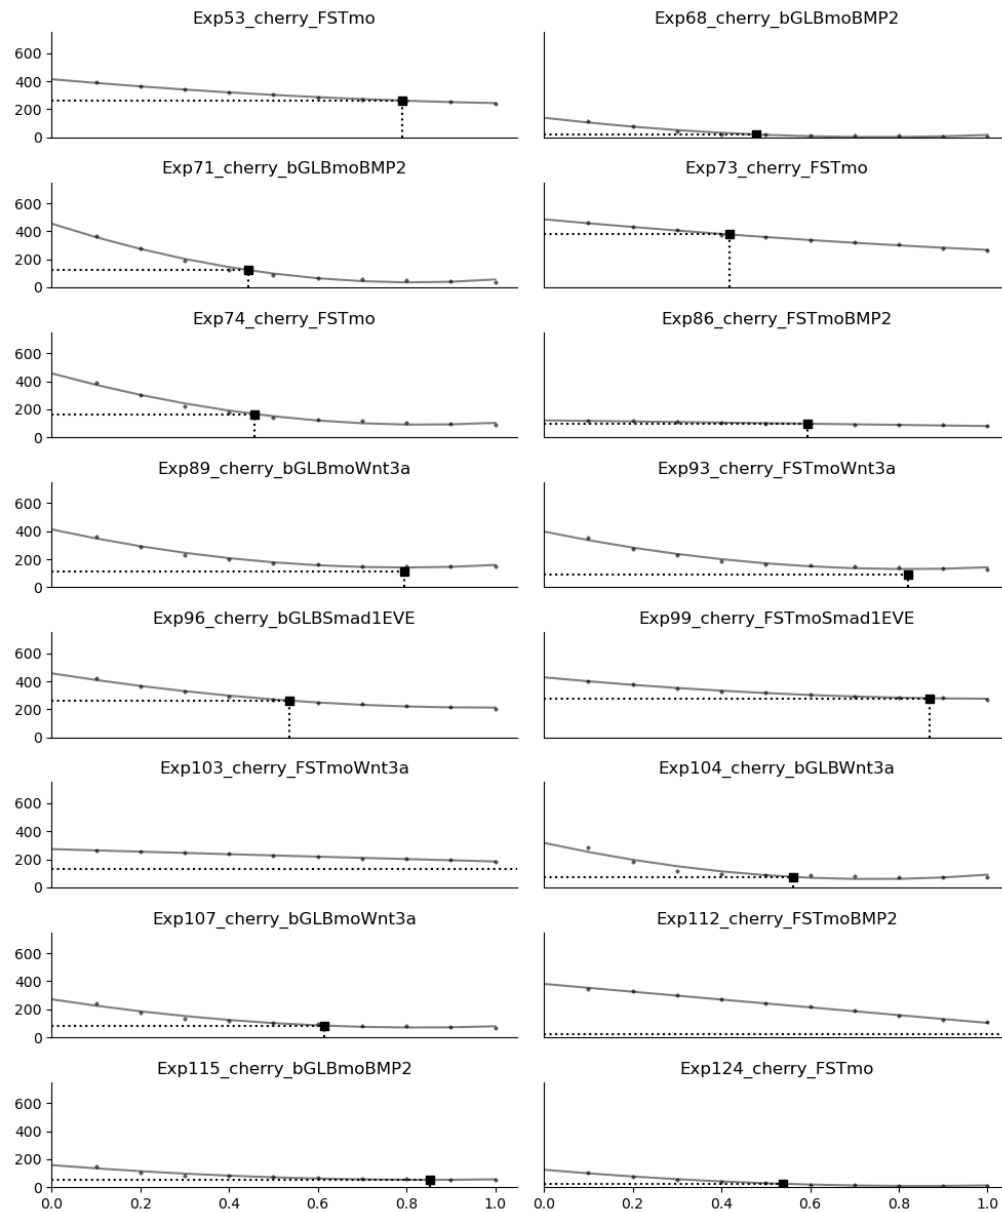 Exp53_cherry_FSTmo
Exp68_cherry_bGLBmoBMP2
600
400
200
0
Exp71_cherry_bGLBmoBMP2
Exp73_cherry_FSTmo
600
400
200
0
Exp74_cherry_FSTmo
Exp86_cherry_FSTmoBMP2
600
400
200
0
Exp89_cherry_bGLBmoWnt3a
Exp93_cherry_FSTmoWnt3a
600
400
200
0
Exp96_cherry_bGLBSmad1EVE
Exp99_cherry_FSTmoSmad1EVE
600
400
200
0
Exp103_cherry_FSTmoWnt3a
Exp104_cherry_bGLBWnt3a
600
400
200
0
Exp107_cherry_bGLBmoWnt3a
Exp112_cherry_FSTmoBMP2
600
400
200
0
Exp115_cherry_bGLBmoBMP2
Exp124_cherry_FSTmo
600
400
200
0
0.0 0.2 0.4 0.6 0.8 1.0
0.0 0.2 0.4 0.6 0.8 1.0